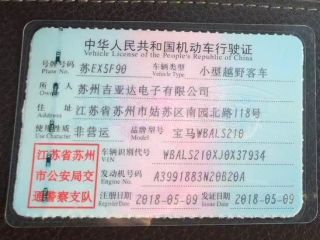 中华人民共和国机动车行驶证
Vehicle License of the People's Republic of China
号牌号码 苏EX5F90 车辆类型 小型越野客车
Plate No. Vehicle Type
所有人 苏州吉亚达电子有限公司
Owner
住址 江苏省苏州市姑苏区南园北路118号
Address
使用性质 非营运 品牌型号 宝马WBALS210
Use Character Model
江苏省苏州
市公安局交
通警察支队
车辆识别代号 WBALS210XJ0X37934
VIN
发动机号码 A3991883N20B20A
Engine No.
注册日期 2018-05-09 发证日期 2018-05-09
Register Date Issue Date